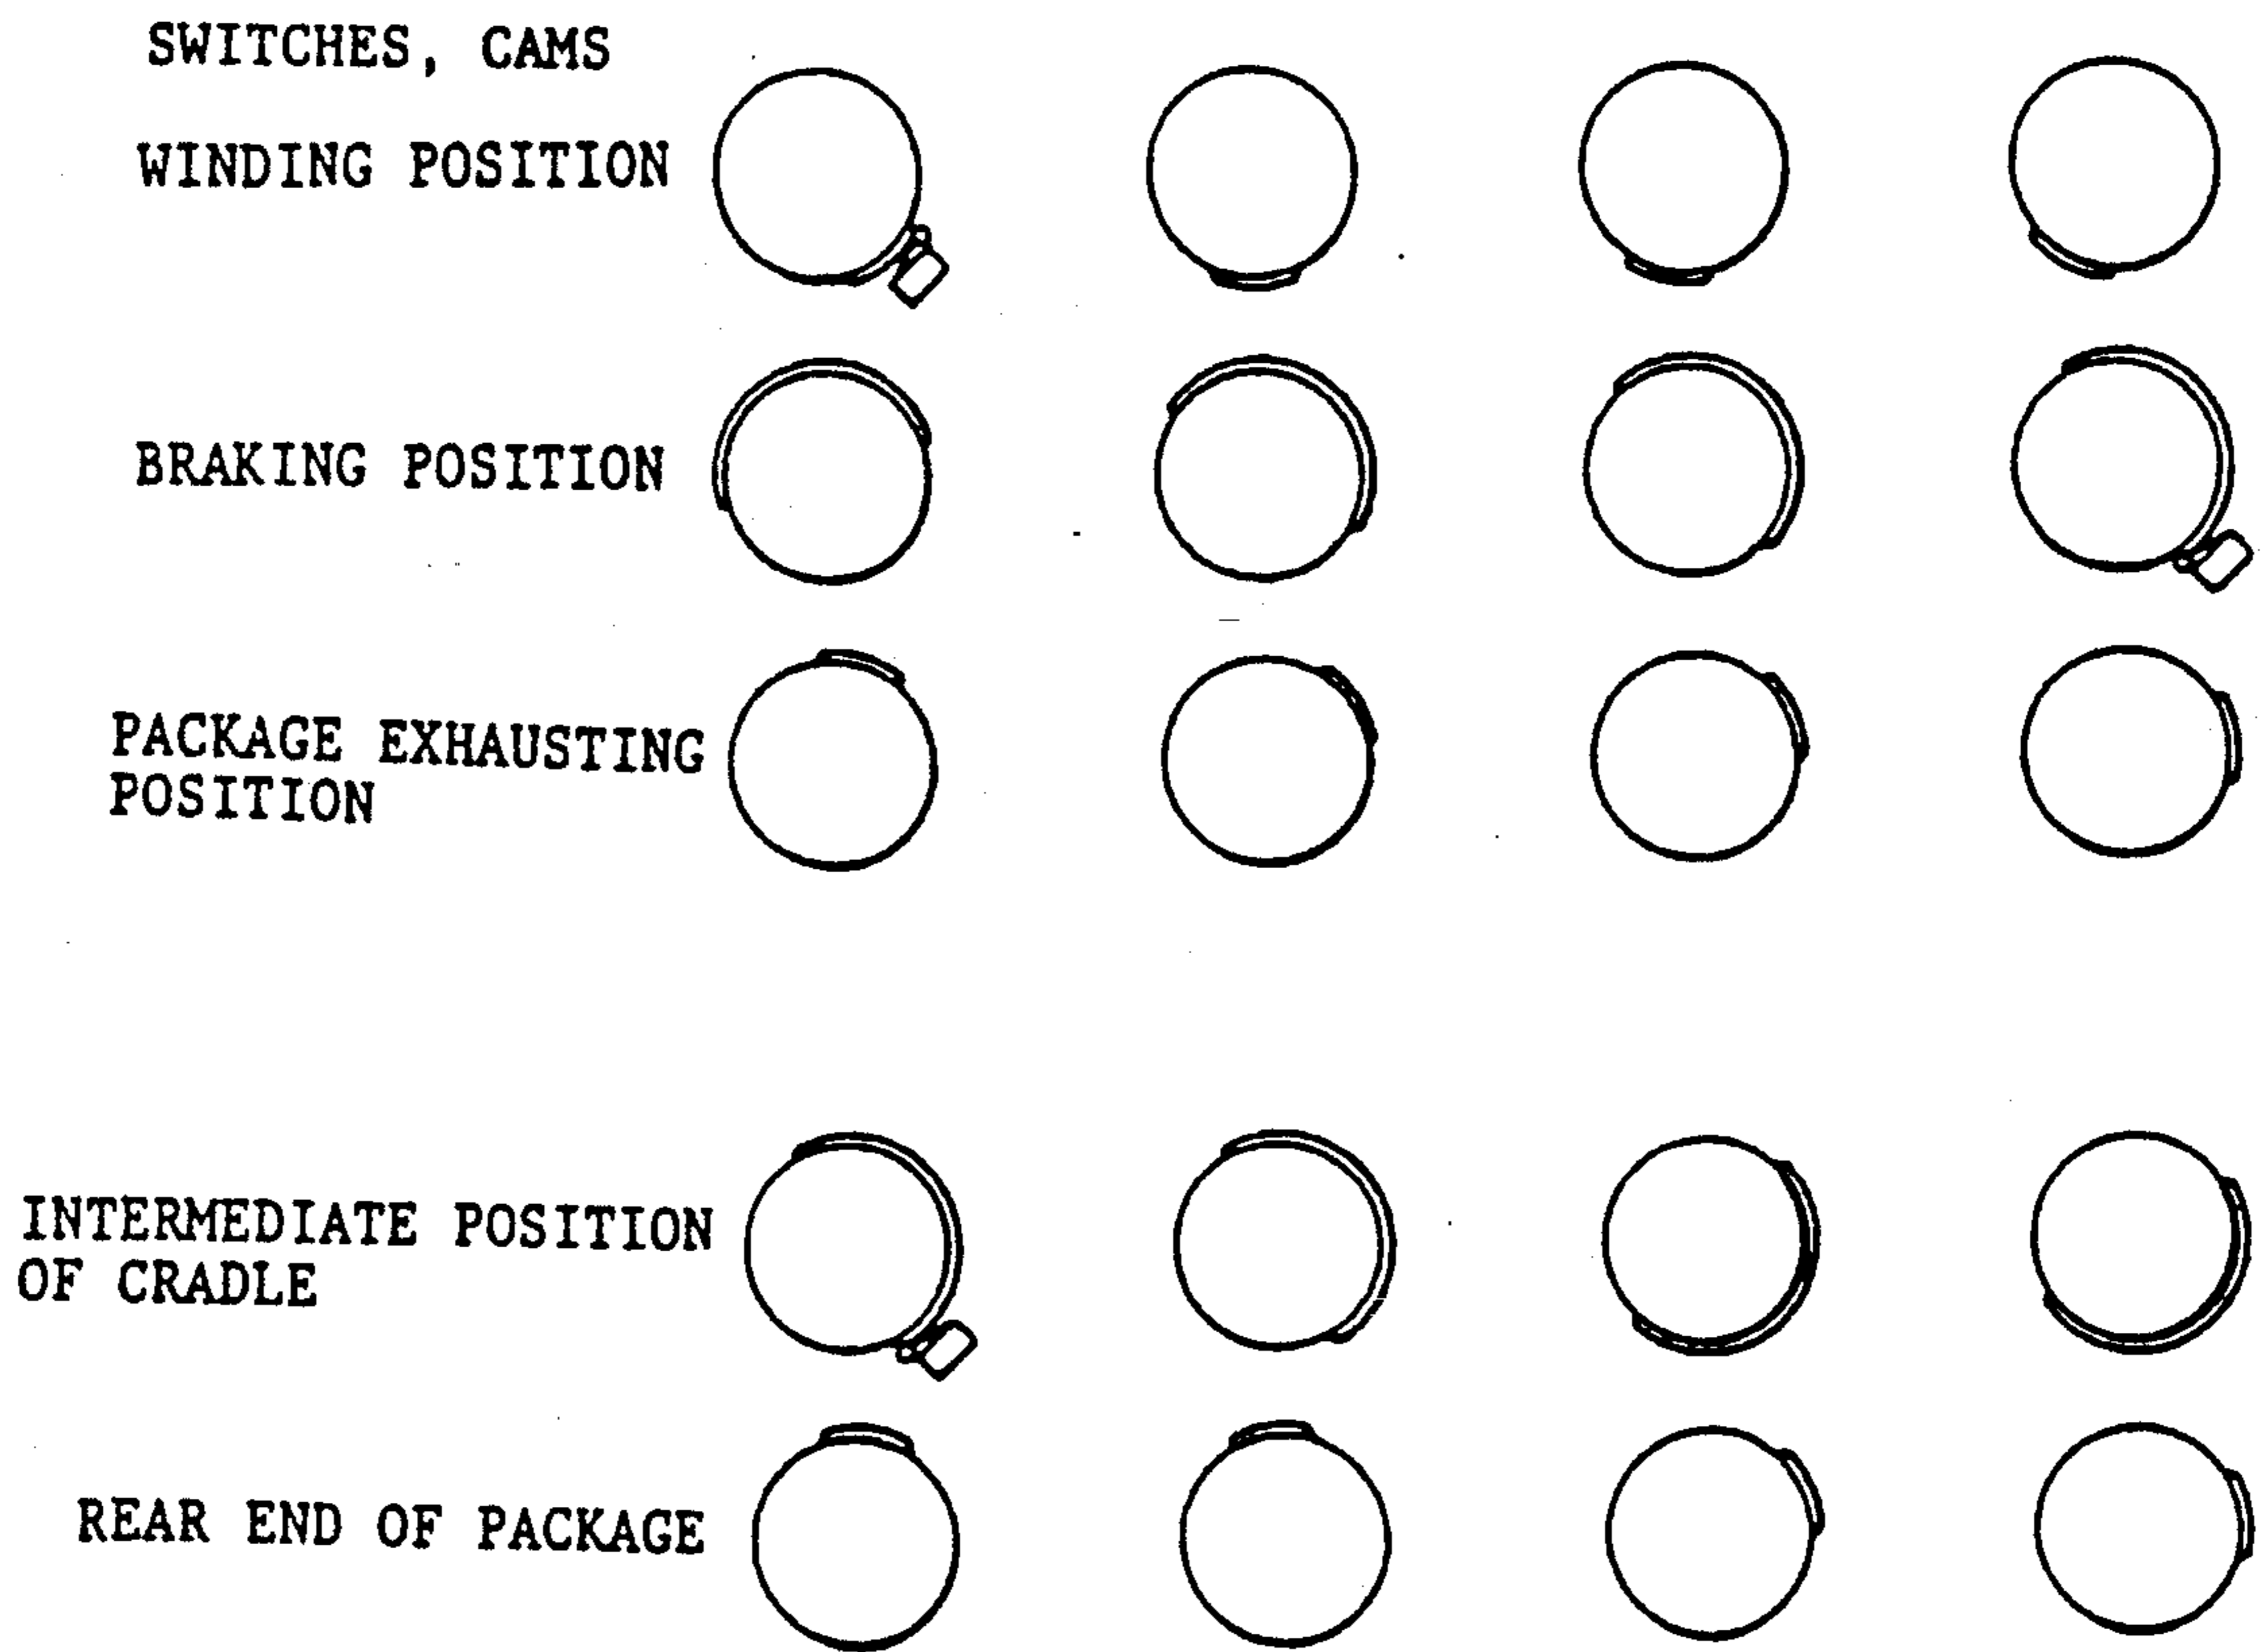 SWITCHES, CAMS
WINDING POSITION
BRAKING POSITION
PACKAGE EXHAUSTING
POSITION
INTERMEDIATE POSITION
OF CRADLE
REAR END OF PACKAGE